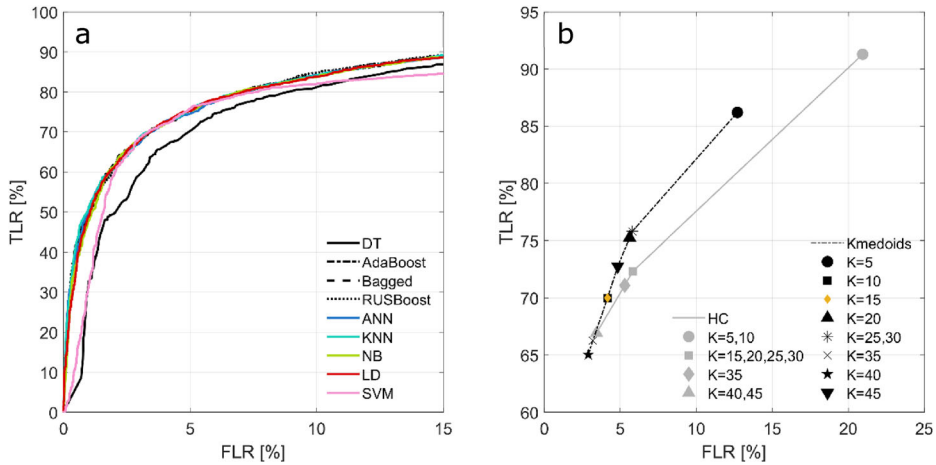 a
TLR [%]
100
90
80
70
60
50
40
30
20
10
0
0
5
10
15
FLR [%]
DT
AdaBoost
Bagged
RUSBoost
ANN
KNN
NB
LD
SVM
b
TLR [%]
95
90
85
80
75
70
65
60
0
5
10
15
20
25
FLR [%]
HC
K=5,10
K=15,20,25,30
K=35
K=40,45
Kmedoids
K=5
K=10
K=15
K=20
K=25,30
K=35
K=40
K=45